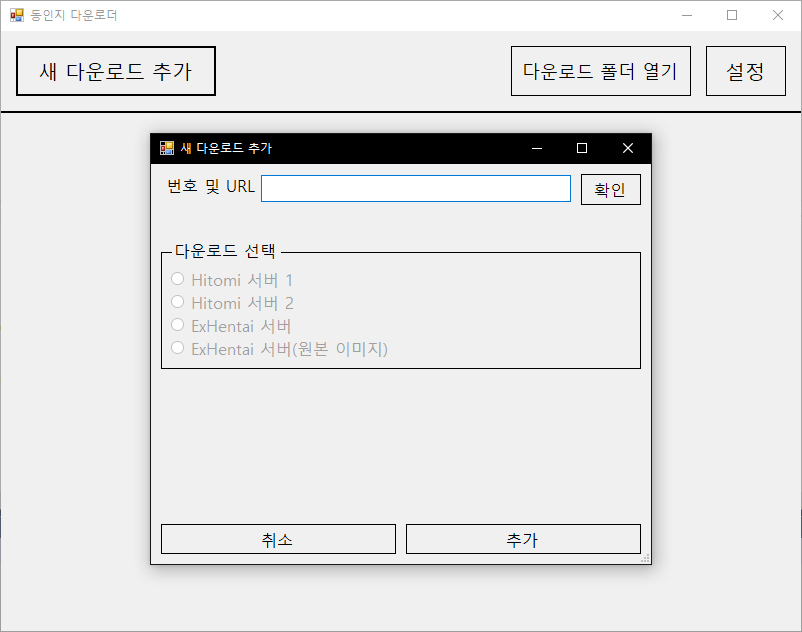 동인지 다운로더
새 다운로드 추가
다운로드 폴더 열기
설정
새 다운로드 추가
번호 및 URL
확인
다운로드 선택
Hitomi 서버 1
Hitomi 서버 2
ExHentai 서버
ExHentai 서버(원본 이미지)
취소
추가